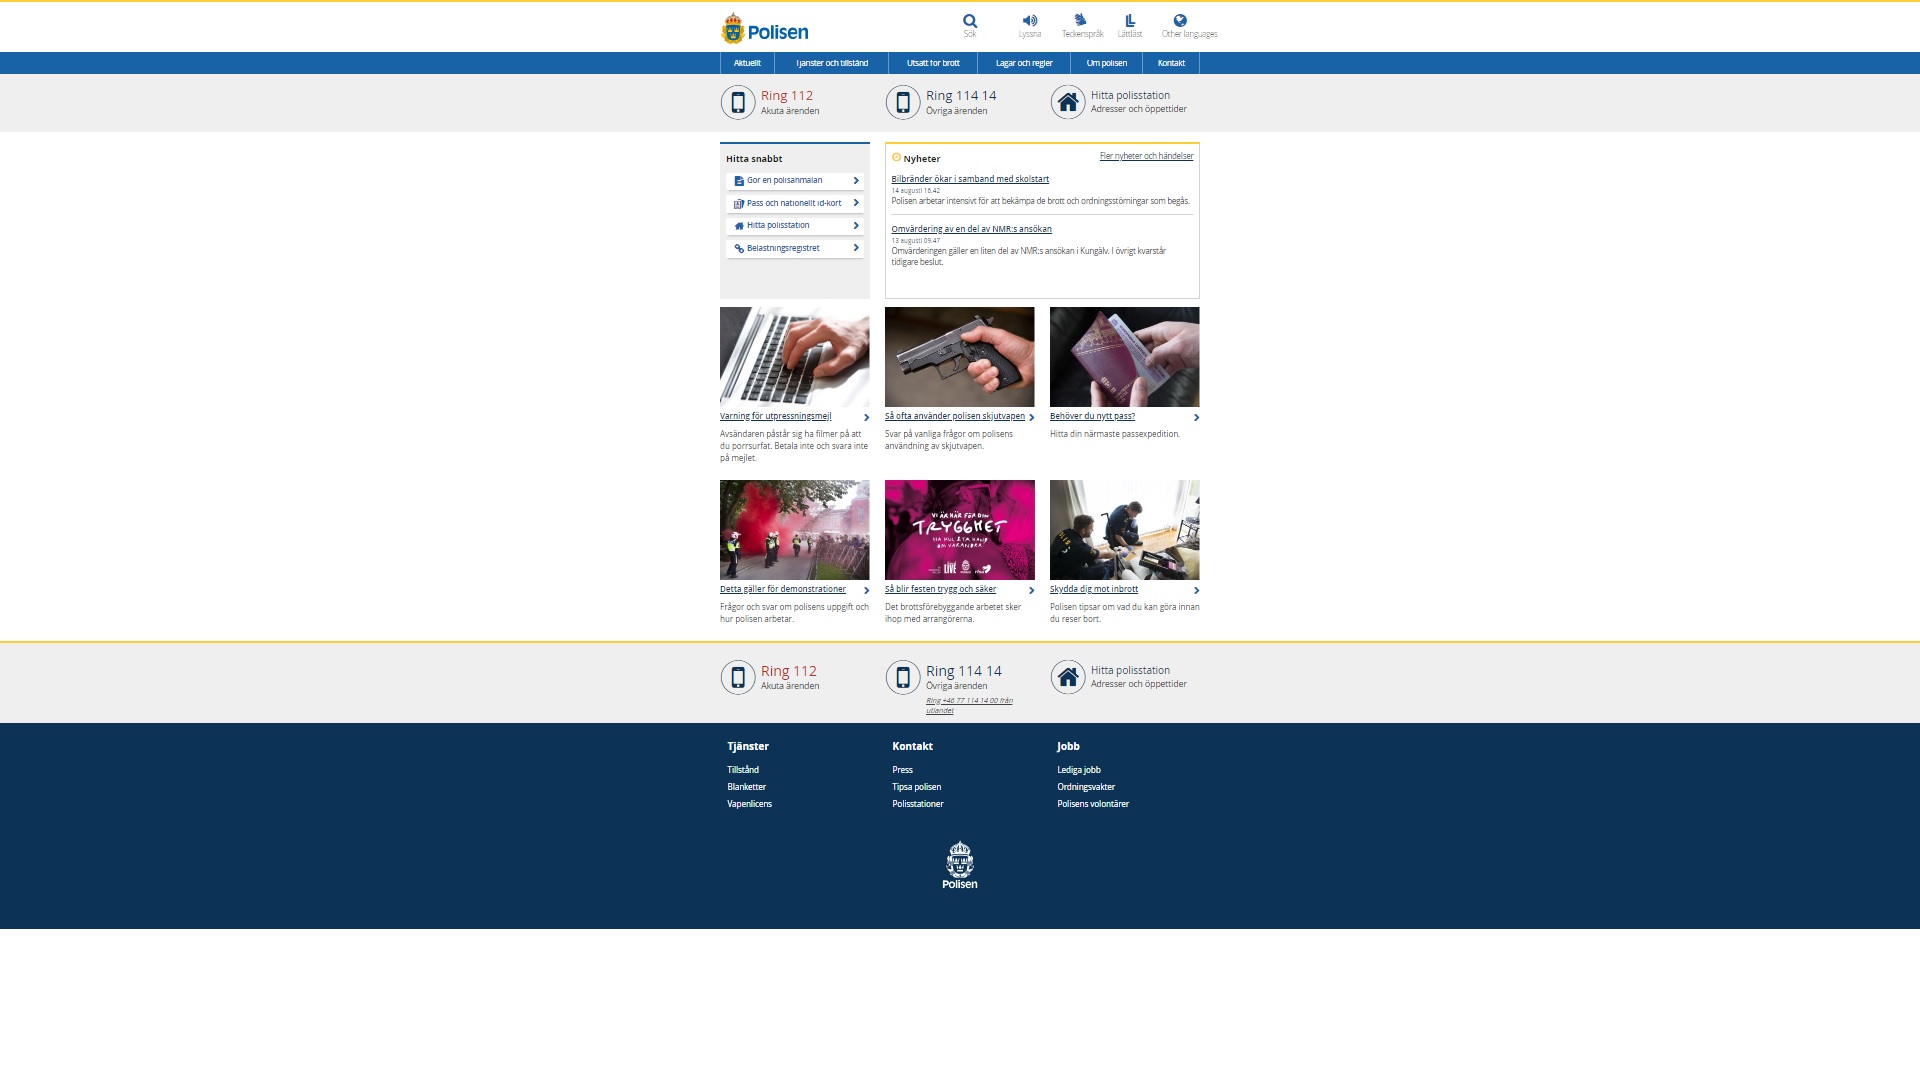 Polisen
Sök
Lyssna
Teckenspråk
Lättläst
Other languages
Aktuellt
Tjänster och tillstånd
Utsatt för brott
Lagar och regler
Om polisen
Kontakt
Ring 112
Akuta ärenden
Ring 114 14
Övriga ärenden
Hitta polisstation
Adresser och öppettider
Hitta snabbt
Gör en polisanmälan
Pass och nationellt id-kort
Hitta polisstation
Belastningsregistret
Nyheter
Fler nyheter och händelser
Bilbränder ökar i samband med skolstart
14 augusti 16.42
Polisen arbetar intensivt för att bekämpa de brott och ordningsstörningar som begås.
Omvärdering av en del av NMR:s ansökan
13 augusti 09.47
Omvärderingen gäller en liten del av NMR:s ansökan i Kungälv. I övrigt kvarstår
tidigare beslut.
Varning för utpressningsmejl
Avsändaren påstår sig ha filmer på att
du porrsurfat. Betala inte och svara inte
på mejlet.
Så ofta använder polisen skjutvapen
Svar på vanliga frågor om polisens
användning av skjutvapen.
Behöver du nytt pass?
Hitta din närmaste passexpedition.
VI ÄR HÄR FÖR DIN
TRYGGHET
HA KUL & TA HAND
OM VARANDRA.
LIVE
Detta gäller för demonstrationer
Frågor och svar om polisens uppgift och
hur polisen arbetar.
Så blir festen trygg och säker
Det brottsförebyggande arbetet sker
ihop med arrangörerna.
Skydda dig mot inbrott
Polisen tipsar om vad du kan göra innan
du reser bort.
Ring 112
Akuta ärenden
Ring 114 14
Övriga ärenden
Ring +46 77 114 14 00 från
utlandet
Hitta polisstation
Adresser och öppettider
Tjänster
Tillstånd
Blanketter
Vapenlicens
Kontakt
Press
Tipsa polisen
Polisstationer
Jobb
Lediga jobb
Ordningsvakter
Polisens volontärer
Polisen